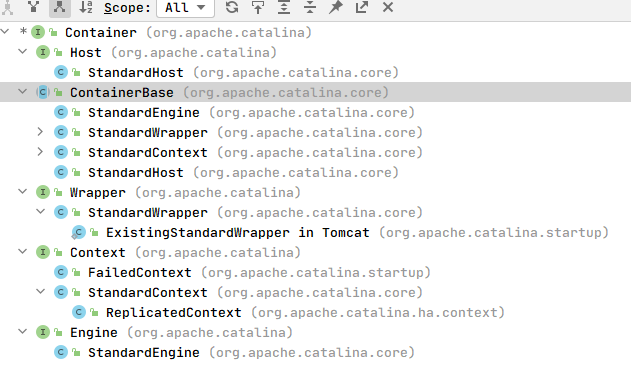 Scope: All
* I Container (org.apache.catalina)
I Host (org.apache.catalina)
C StandardHost (org.apache.catalina.core)
C ContainerBase (org.apache.catalina.core)
C StandardEngine (org.apache.catalina.core)
C StandardWrapper (org.apache.catalina.core)
C StandardContext (org.apache.catalina.core)
C StandardHost (org.apache.catalina.core)
I Wrapper (org.apache.catalina)
C StandardWrapper (org.apache.catalina.core)
C ExistingStandardWrapper in Tomcat (org.apache.catalina.startup)
I Context (org.apache.catalina)
C FailedContext (org.apache.catalina.startup)
C StandardContext (org.apache.catalina.core)
C ReplicatedContext (org.apache.catalina.ha.context)
I Engine (org.apache.catalina)
C StandardEngine (org.apache.catalina.core)